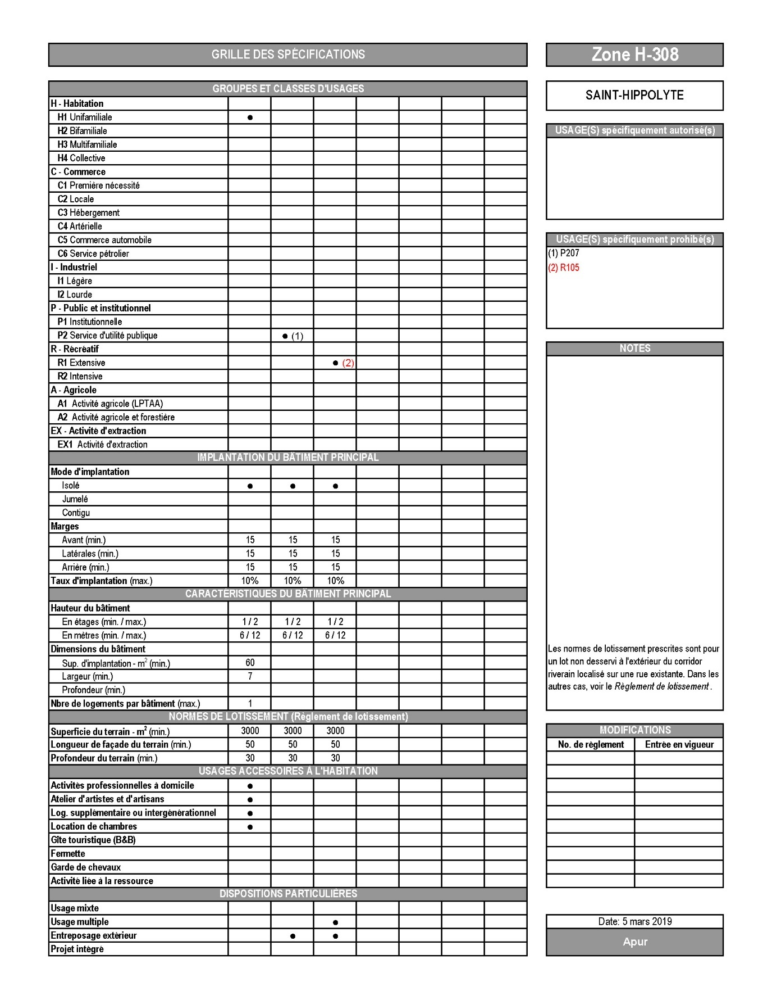 GRILLE DES SPÉCIFICATIONS
Zone H-308
GROUPES ET CLASSES D'USAGES
H - Habitation
H1 Unifamiliale ●
H2 Bifamiliale
H3 Multifamiliale
H4 Collective
C - Commerce
C1 Première nécessité
C2 Locale
C3 Hébergement
C4 Artérielle
C5 Commerce automobile
C6 Service pétrolier
I - Industriel
I1 Légère
I2 Lourde
P - Public et institutionnel
P1 Institutionnelle
P2 Service d'utilité publique ● (1)
R - Récréatif
R1 Extensive ● (2)
R2 Intensive
A - Agricole
A1 Activité agricole (LPTAA)
A2 Activité agricole et forestière
EX - Activité d'extraction
EX1 Activité d'extraction
IMPLANTATION DU BÂTIMENT PRINCIPAL
Mode d'implantation
Isolé ● ● ●
Jumelé
Contigu
Marges
Avant (min.) 15 15 15
Latérales (min.) 15 15 15
Arrière (min.) 15 15 15
Taux d'implantation (max.) 10% 10% 10%
CARACTÉRISTIQUES DU BÂTIMENT PRINCIPAL
Hauteur du bâtiment
En étages (min. / max.) 1 / 2 1 / 2 1 / 2
En mètres (min. / max.) 6 / 12 6 / 12 6 / 12
Dimensions du bâtiment
Sup. d'implantation - m² (min.) 60
Largeur (min.) 7
Profondeur (min.)
Nbre de logements par bâtiment (max.) 1
NORMES DE LOTISSEMENT (Règlement de lotissement)
Superficie du terrain - m² (min.) 3000 3000 3000
Longueur de façade du terrain (min.) 50 50 50
Profondeur du terrain (min.) 30 30 30
USAGES ACCESSOIRES À L'HABITATION
Activités professionnelles à domicile ●
Atelier d'artistes et d'artisans ●
Log. supplémentaire ou intergénérationnel ●
Location de chambres ●
Gîte touristique (B&B)
Fermette
Garde de chevaux
Activité liée à la ressource
DISPOSITIONS PARTICULIÈRES
Usage mixte
Usage multiple ●
Entreposage extérieur ● ●
Projet intégré
SAINT-HIPPOLYTE
USAGE(S) spécifiquement autorisé(s)
USAGE(S) spécifiquement prohibé(s)
(1) P207
(2) R105
NOTES
Les normes de lotissement prescrites sont pour
un lot non desservi à l'extérieur du corridor
riverain localisé sur une rue existante. Dans les
autres cas, voir le Règlement de lotissement .
MODIFICATIONS
No. de règlement Entrée en vigueur
Date: 5 mars 2019
Apur